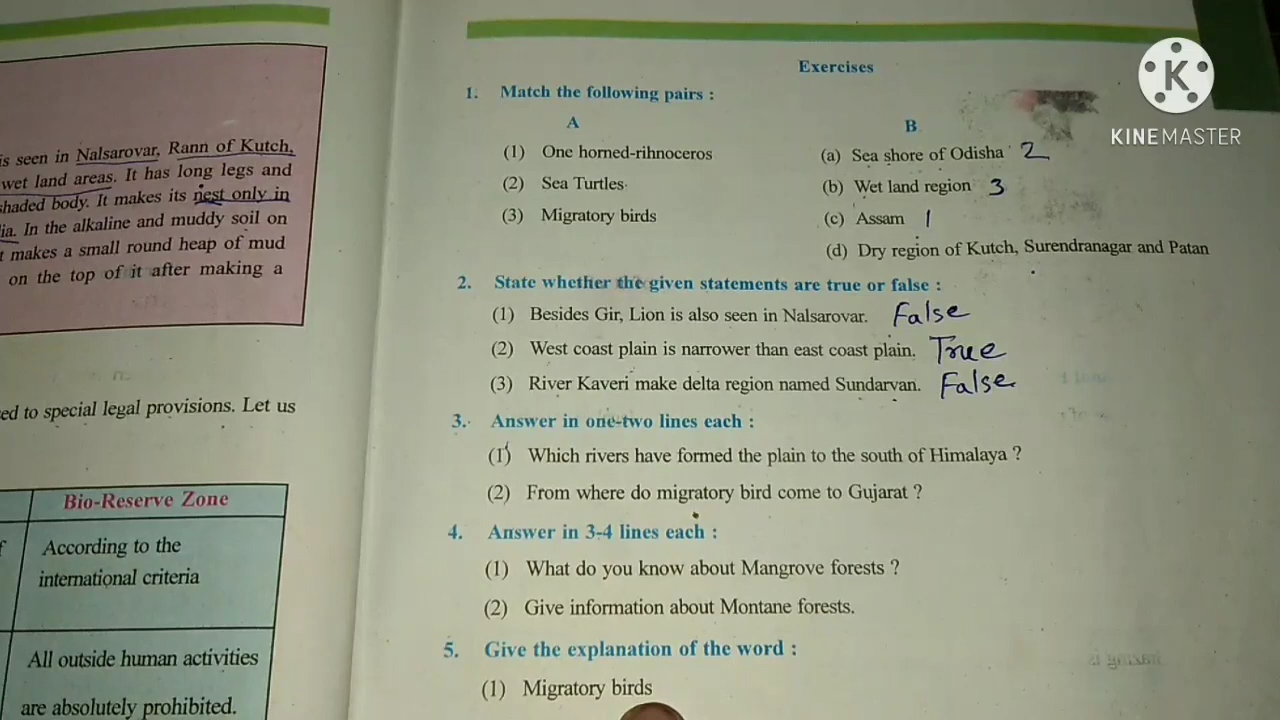 is seen in Nalsarovar, Rann of Kutch,
wet land areas. It has long legs and
shaded body. It makes its nest only in
ia. In the alkaline and muddy soil on
t makes a small round heap of mud
on the top of it after making a
ed to special legal provisions. Let us
Bio-Reserve Zone
f According to the
international criteria
All outside human activities
are absolutely prohibited.
K
KINEMASTER
Exercises
1. Match the following pairs :
A B
(1) One horned-rihnoceros (a) Sea shore of Odisha 2
(2) Sea Turtles (b) Wet land region 3
(3) Migratory birds (c) Assam 1
(d) Dry region of Kutch, Surendranagar and Patan
2. State whether the given statements are true or false :
(1) Besides Gir, Lion is also seen in Nalsarovar. False
(2) West coast plain is narrower than east coast plain. True
(3) River Kaveri make delta region named Sundarvan. False
3. Answer in one-two lines each :
(1) Which rivers have formed the plain to the south of Himalaya ?
(2) From where do migratory bird come to Gujarat ?
4. Answer in 3-4 lines each :
(1) What do you know about Mangrove forests ?
(2) Give information about Montane forests.
5. Give the explanation of the word :
(1) Migratory birds